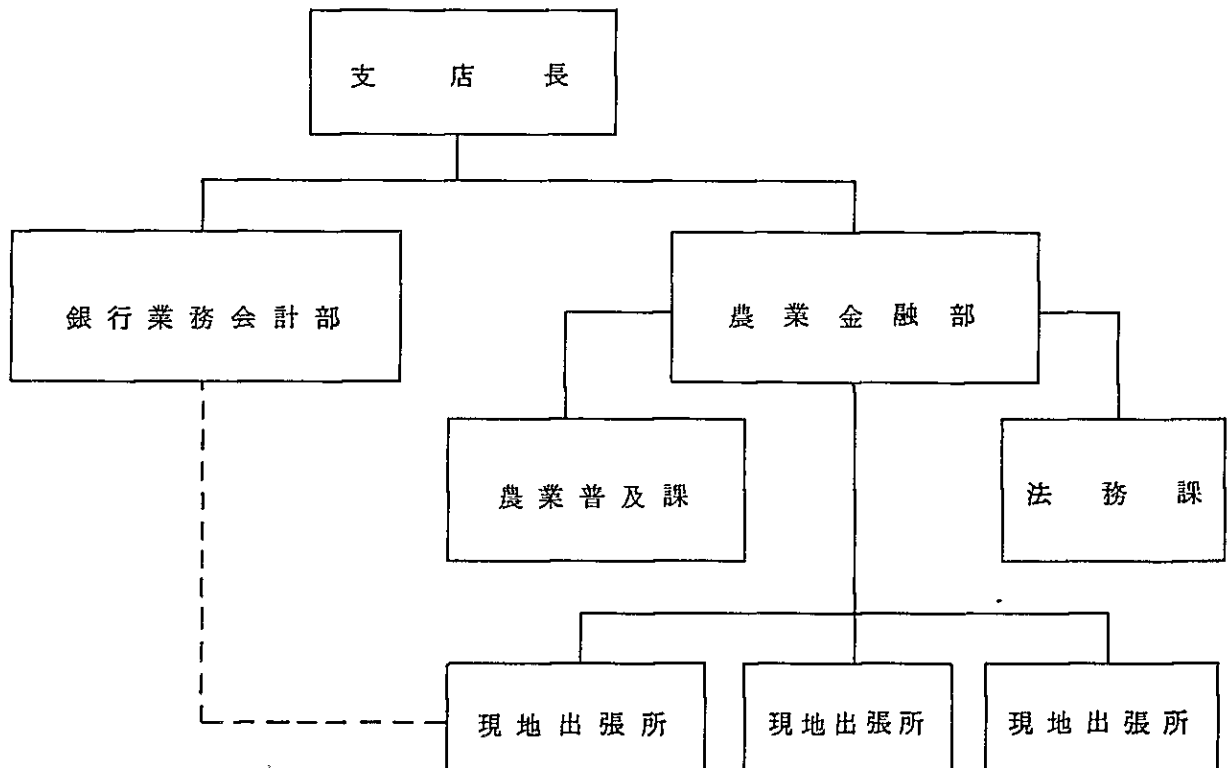 支店長
銀行業務会計部
農業金融部
農業普及課
法務課
現地出張所
現地出張所
現地出張所